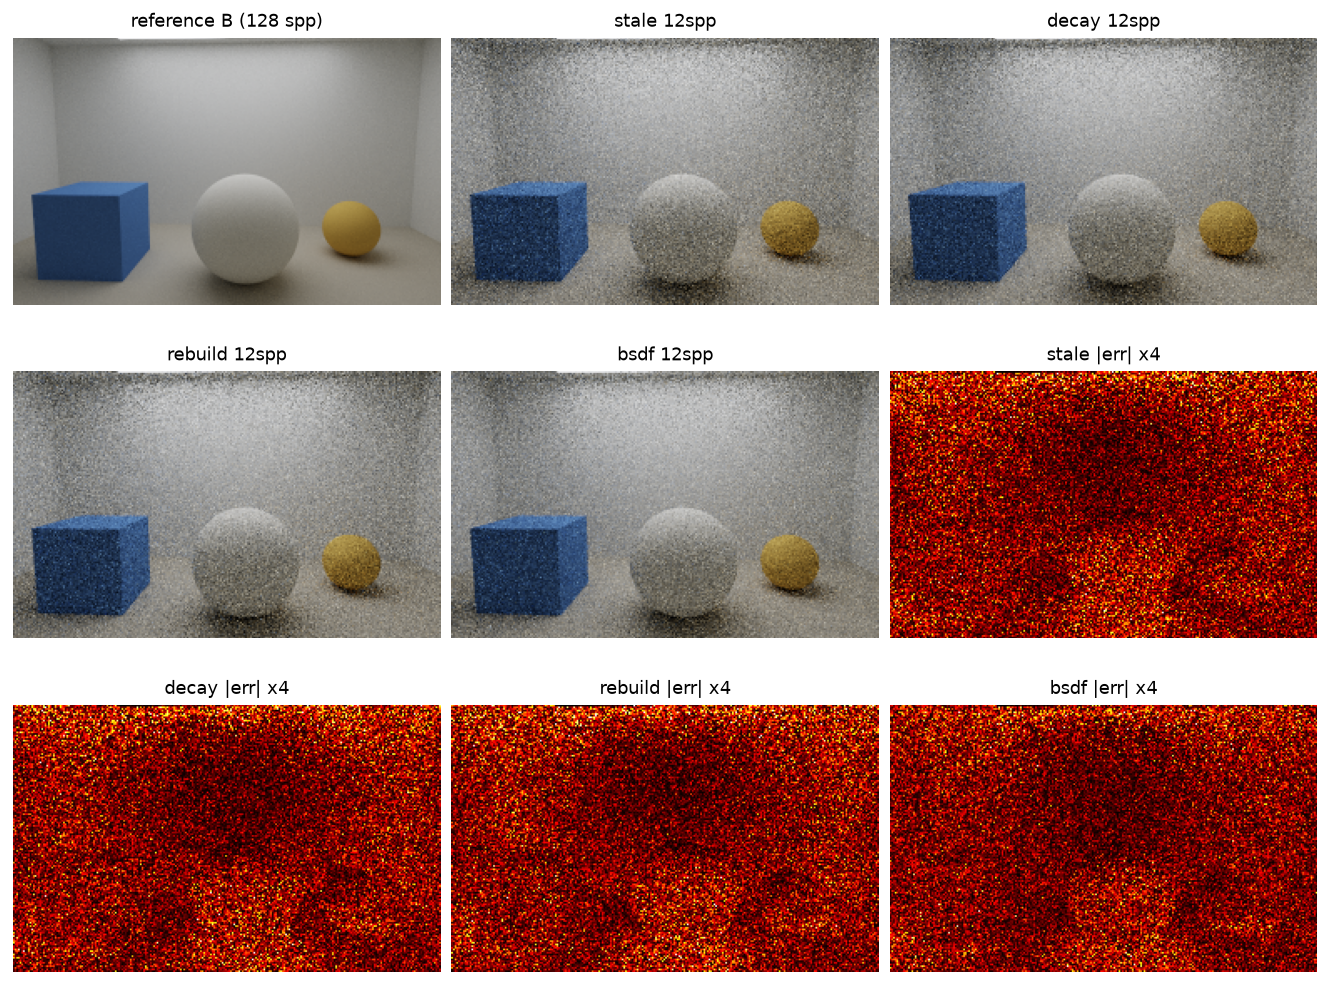 reference B (128 spp)
stale 12spp
decay 12spp
rebuild 12spp
bsdf 12spp
stale |err| x4
decay |err| x4
rebuild |err| x4
bsdf |err| x4